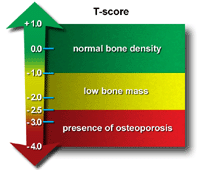 T-score
+1.0
0.0
normal bone density
-1.0
low bone mass
-2.0
-2.5
-3.0
presence of osteoporosis
-4.0